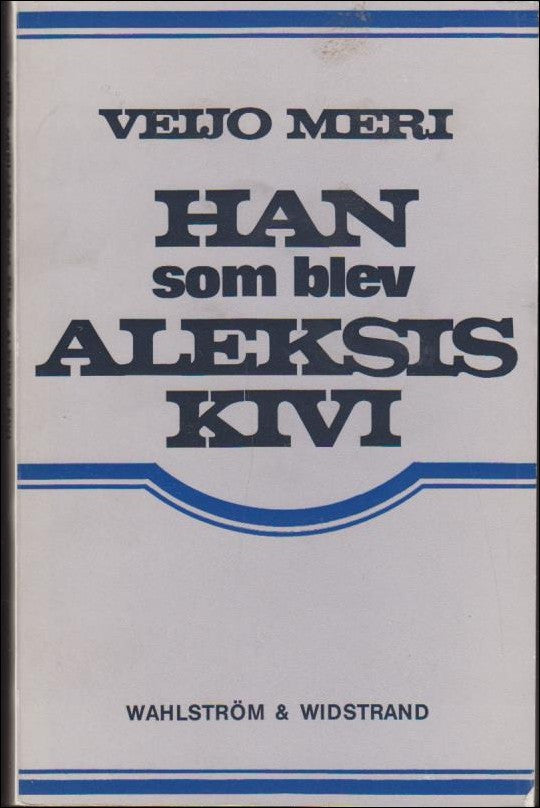 VEIJO MERI
HAN
som blev
ALEKSIS
KIVI
WAHLSTRÖM & WIDSTRAND